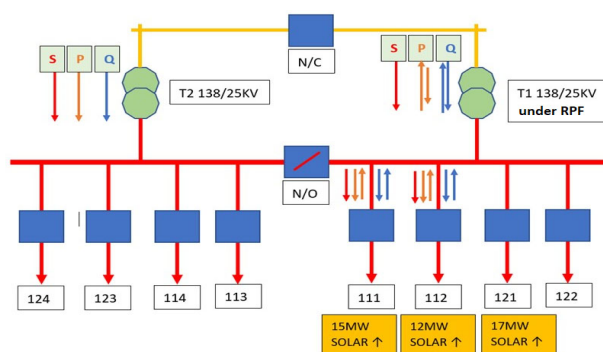 S P Q
N/C
S P Q
T2 138/25KV
T1 138/25KV
under RPF
N/O
124
123
114
113
111
112
121
122
15MW
SOLAR ↑
12MW
SOLAR ↑
17MW
SOLAR ↑